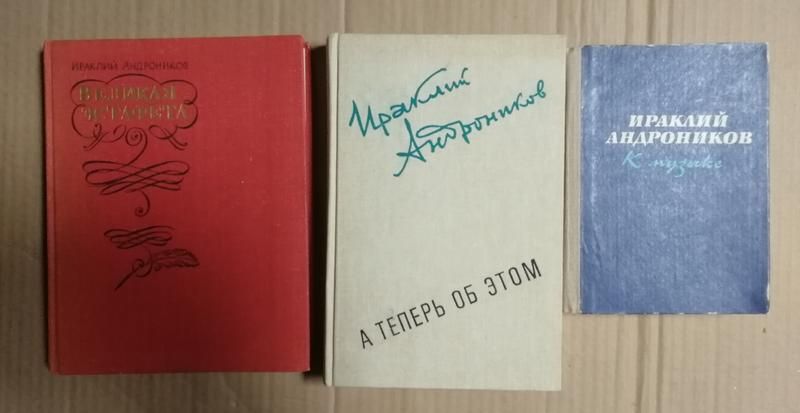 ИРАКЛИЙ АНДРОНИКОВ
ВЕЛИКАЯ
ЭСТАФЕТА
Ираклий
Андроников
А ТЕПЕРЬ ОБ ЭТОМ
ИРАКЛИЙ
АНДРОНИКОВ
К музыке